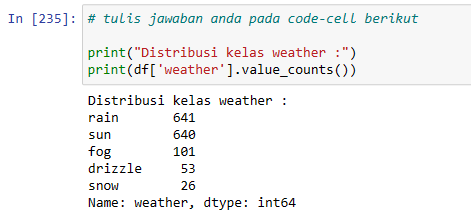 In [235]: # tulis jawaban anda pada code-cell berikut
print("Distribusi kelas weather :")
print(df['weather'].value_counts())
Distribusi kelas weather :
rain       641
sun        640
fog        101
drizzle     53
snow        26
Name: weather, dtype: int64